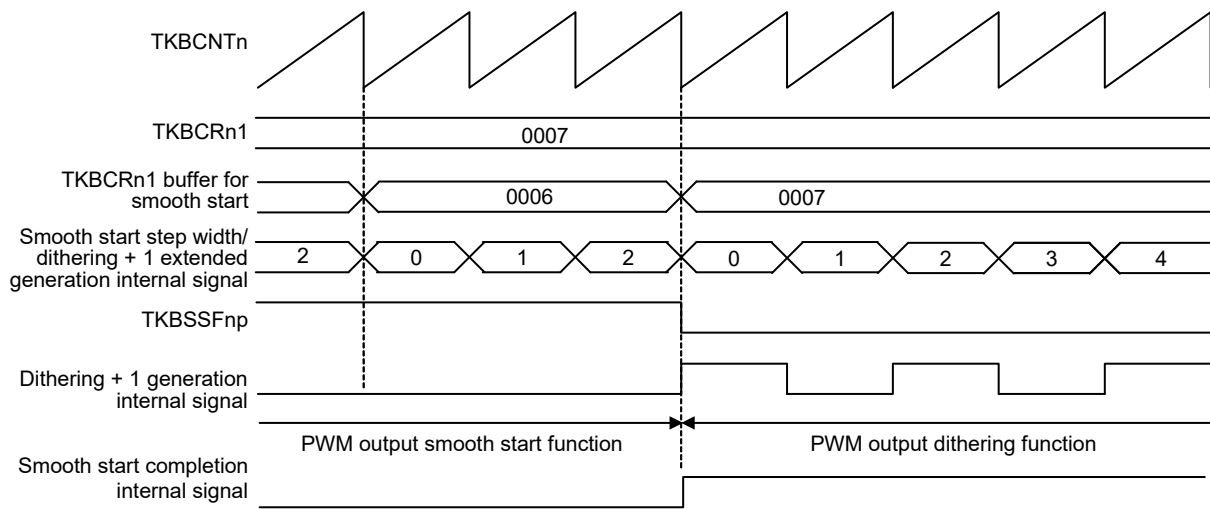 TKBCNTn
TKBCRn1
0007
TKBCRn1 buffer for
smooth start
0006
0007
Smooth start step width/
dithering + 1 extended
generation internal signal
2 0 1 2 0 1 2 3 4
TKBSSFnp
Dithering + 1 generation
internal signal
PWM output smooth start function
PWM output dithering function
Smooth start completion
internal signal